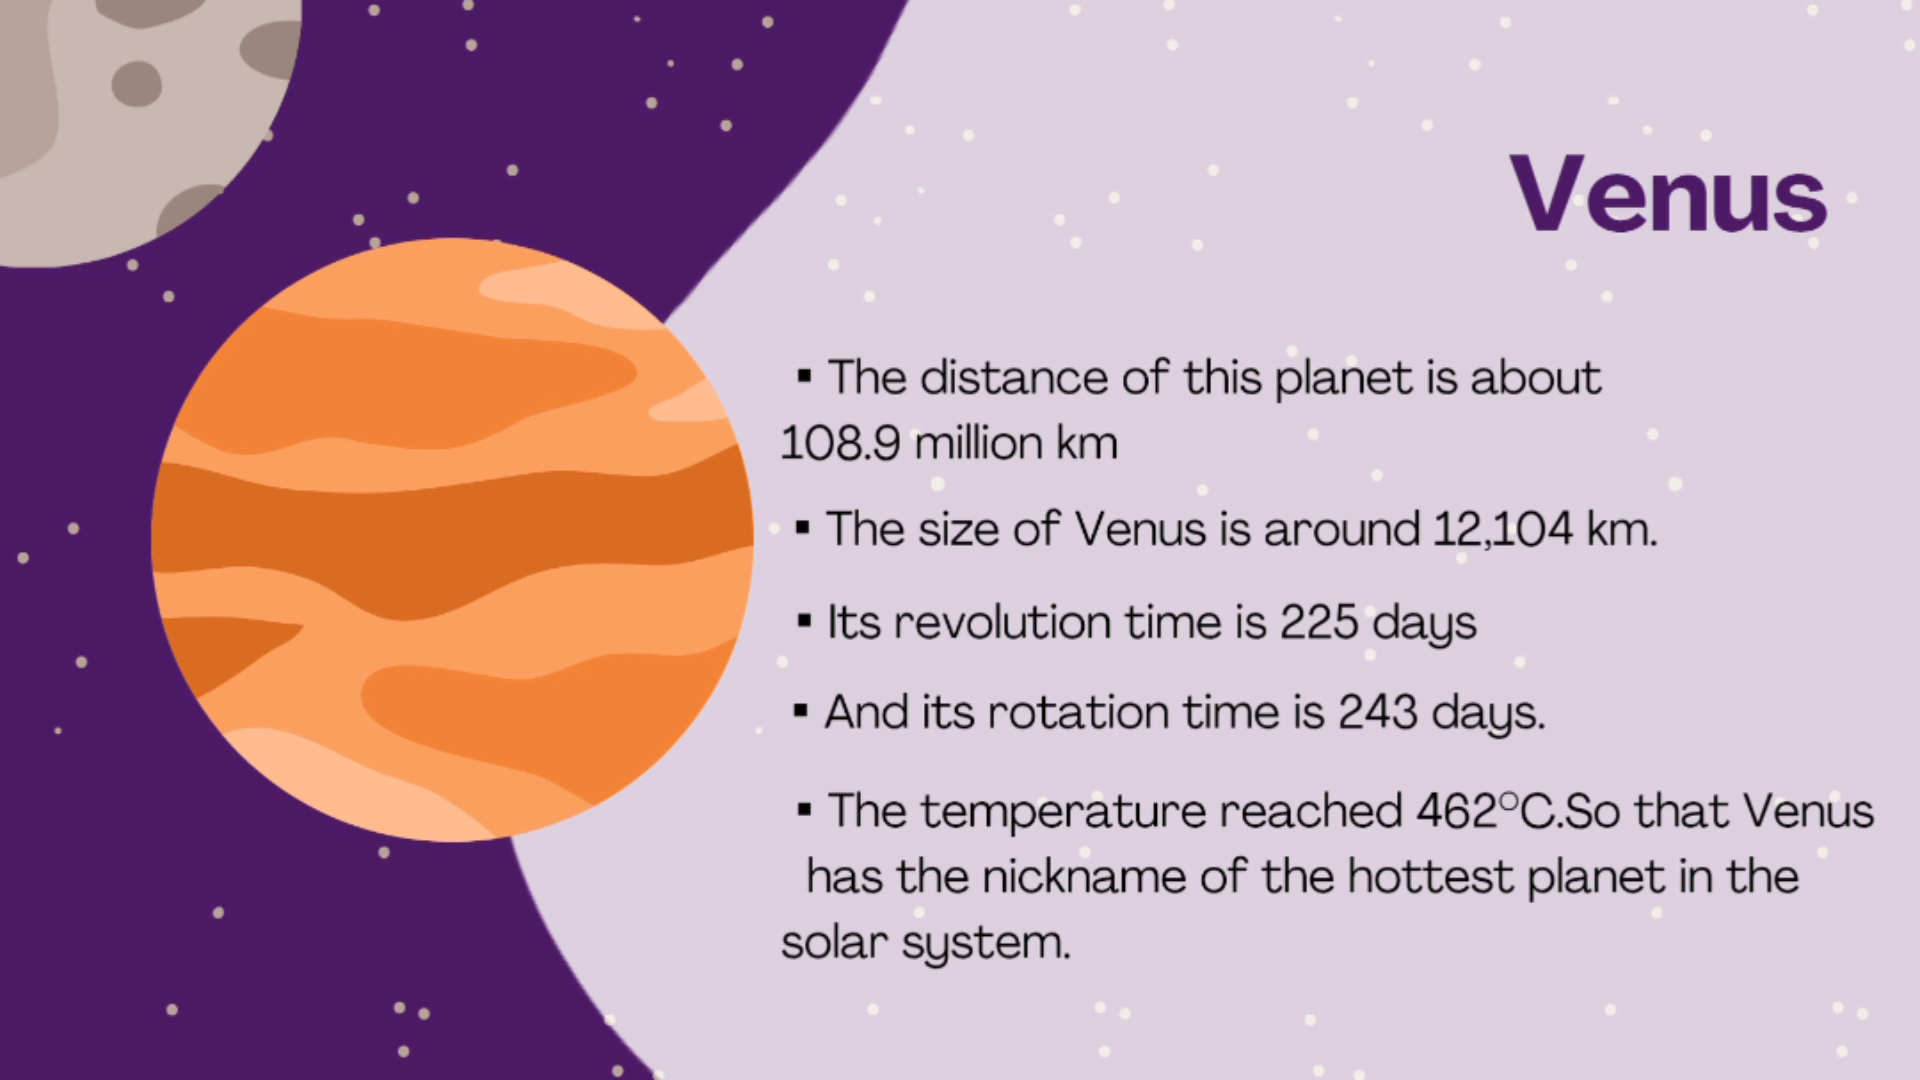 Venus
▪ The distance of this planet is about
108.9 million km
▪ The size of Venus is around 12,104 km.
▪ Its revolution time is 225 days
▪ And its rotation time is 243 days.
▪ The temperature reached 462°C.So that Venus
has the nickname of the hottest planet in the
solar system.